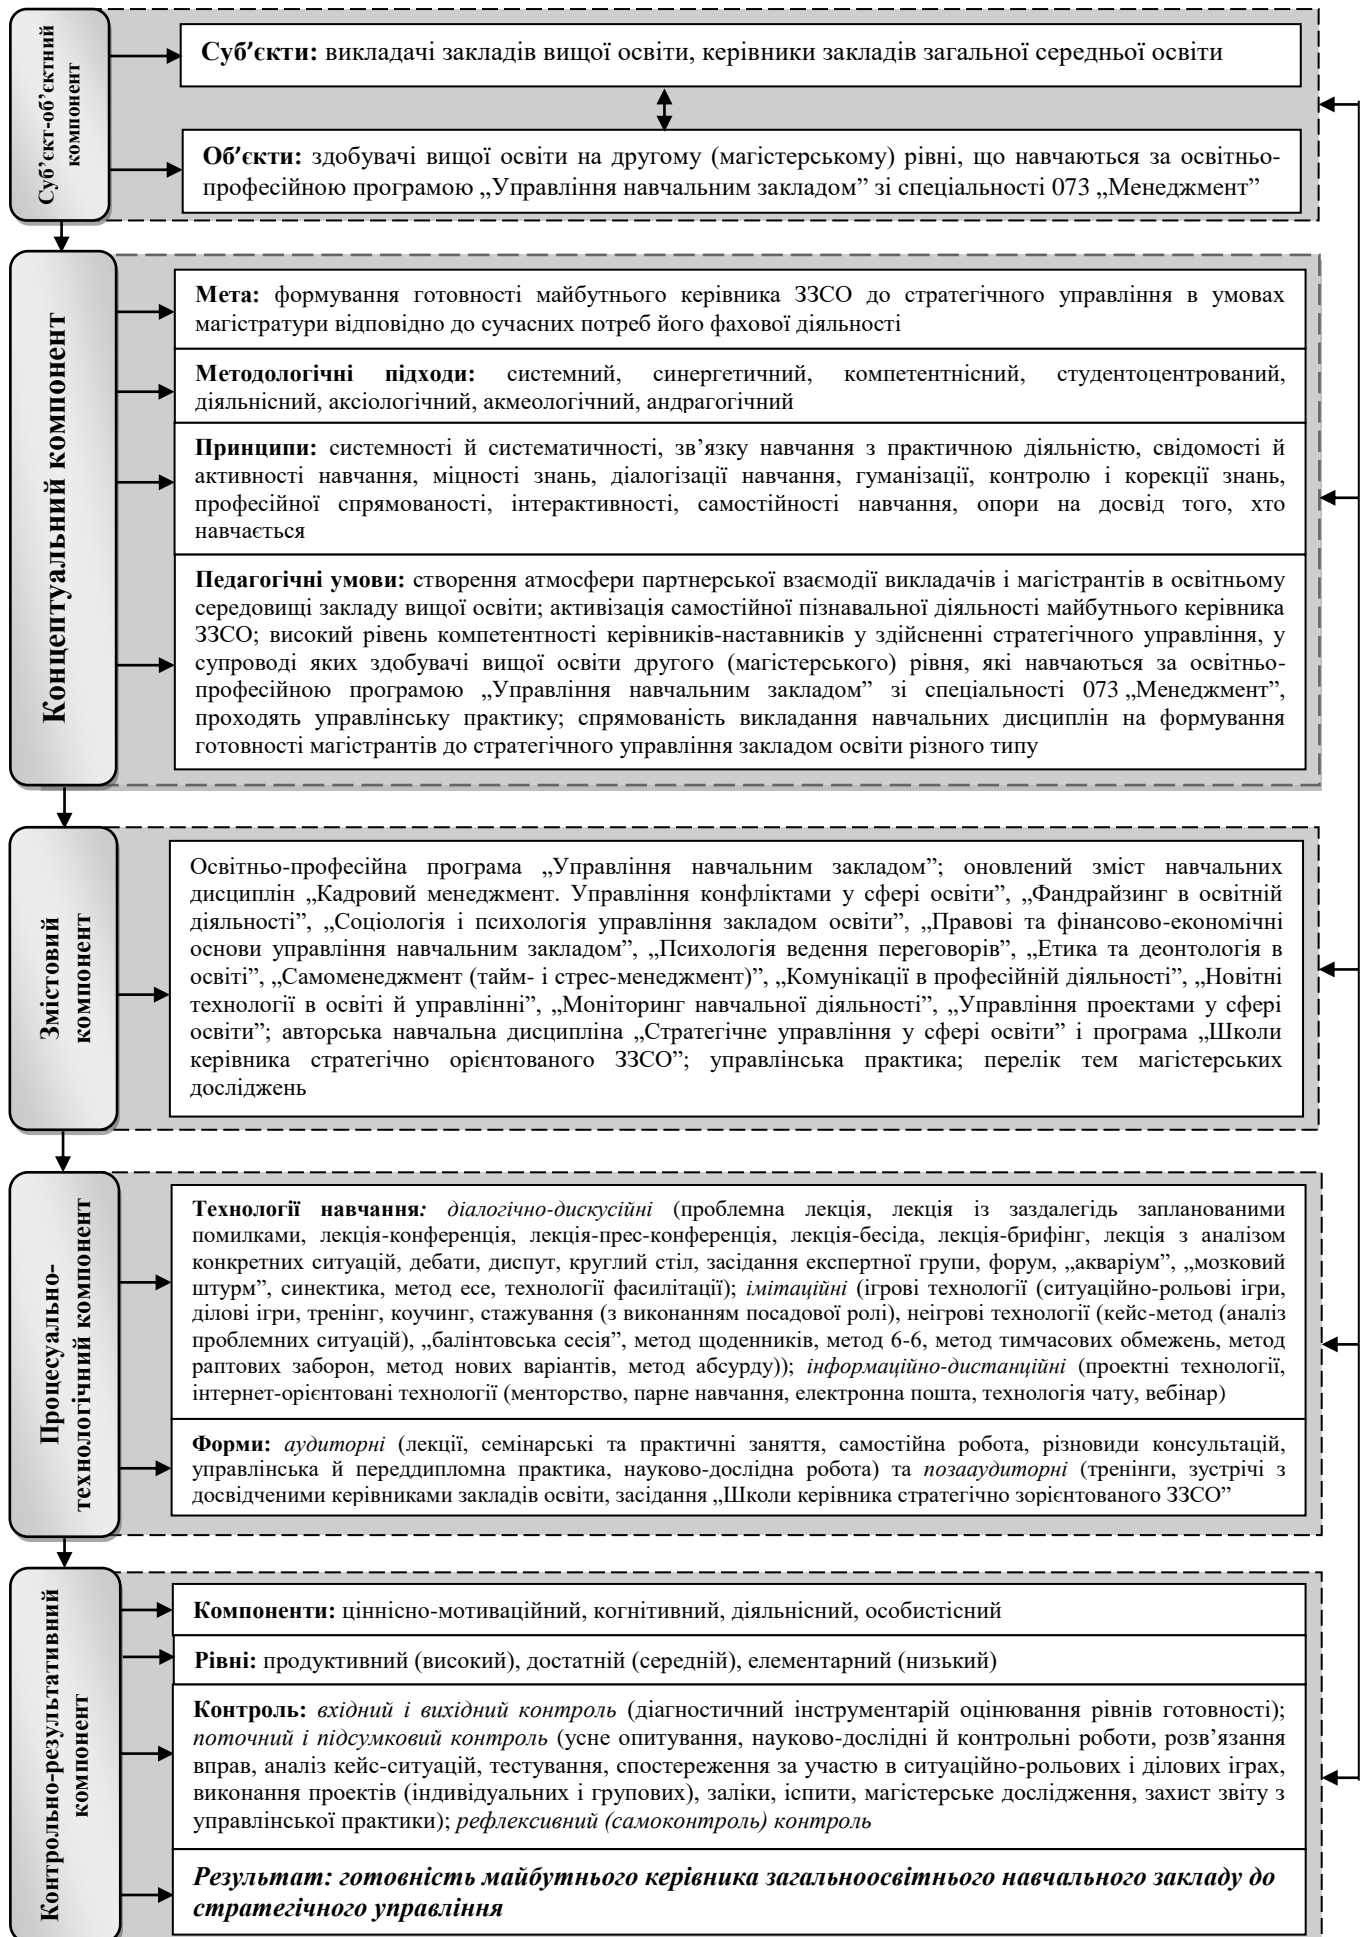 Суб’єкт-об’єктний
компонент
Суб’єкти: викладачі закладів вищої освіти, керівники закладів загальної середньої освіти
Об’єкти: здобувачі вищої освіти на другому (магістерському) рівні, що навчаються за освітньо-
професійною програмою „Управління навчальним закладом” зі спеціальності 073 „Менеджмент”
Концептуальний компонент
Мета: формування готовності майбутнього керівника ЗЗСО до стратегічного управління в умовах
магістратури відповідно до сучасних потреб його фахової діяльності
Методологічні підходи: системний, синергетичний, компетентнісний, студентоцентрований,
діяльнісний, аксіологічний, акмеологічний, андрагогічний
Принципи: системності й систематичності, зв’язку навчання з практичною діяльністю, свідомості й
активності навчання, міцності знань, діалогізації навчання, гуманізації, контролю і корекції знань,
професійної спрямованості, інтерактивності, самостійності навчання, опори на досвід того, хто
навчається
Педагогічні умови: створення атмосфери партнерської взаємодії викладачів і магістрантів в освітньому
середовищі закладу вищої освіти; активізація самостійної пізнавальної діяльності майбутнього керівника
ЗЗСО; високий рівень компетентності керівників-наставників у здійсненні стратегічного управління, у
супроводі яких здобувачі вищої освіти другого (магістерського) рівня, які навчаються за освітньо-
професійною програмою „Управління навчальним закладом” зі спеціальності 073 „Менеджмент”,
проходять управлінську практику; спрямованість викладання навчальних дисциплін на формування
готовності магістрантів до стратегічного управління закладом освіти різного типу
Змістовий
компонент
Освітньо-професійна програма „Управління навчальним закладом”; оновлений зміст навчальних
дисциплін „Кадровий менеджмент. Управління конфліктами у сфері освіти”, „Фандрайзинг в освітній
діяльності”, „Соціологія і психологія управління закладом освіти”, „Правові та фінансово-економічні
основи управління навчальним закладом”, „Психологія ведення переговорів”, „Етика та деонтологія в
освіті”, „Самоменеджмент (тайм- і стрес-менеджмент)”, „Комунікації в професійній діяльності”, „Новітні
технології в освіті й управлінні”, „Моніторинг навчальної діяльності”, „Управління проектами у сфері
освіти”; авторська навчальна дисципліна „Стратегічне управління у сфері освіти” і програма „Школи
керівника стратегічно орієнтованого ЗЗСО”; управлінська практика; перелік тем магістерських
досліджень
Процесуально-
технологічний компонент
Технології навчання: діалогічно-дискусійні (проблемна лекція, лекція із заздалегідь запланованими
помилками, лекція-конференція, лекція-прес-конференція, лекція-бесіда, лекція-брифінг, лекція з аналізом
конкретних ситуацій, дебати, диспут, круглий стіл, засідання експертної групи, форум, „акваріум”, „мозковий
штурм”, синектика, метод есе, технології фасилітації); імітаційні (ігрові технології (ситуаційно-рольові ігри,
ділові ігри, тренінг, коучинг, стажування (з виконанням посадової ролі), неігрові технології (кейс-метод (аналіз
проблемних ситуацій), „балінтовська сесія”, метод щоденників, метод 6-6, метод тимчасових обмежень, метод
раптових заборон, метод нових варіантів, метод абсурду)); інформаційно-дистанційні (проектні технології,
інтернет-орієнтовані технології (менторство, парне навчання, електронна пошта, технологія чату, вебінар)
Форми: аудиторні (лекції, семінарські та практичні заняття, самостійна робота, різновиди консультацій,
управлінська й переддипломна практика, науково-дослідна робота) та позааудиторні (тренінги, зустрічі з
досвідченими керівниками закладів освіти, засідання „Школи керівника стратегічно зорієнтованого ЗЗСО”
Контрольно-результативний
компонент
Компоненти: ціннісно-мотиваційний, когнітивний, діяльнісний, особистісний
Рівні: продуктивний (високий), достатній (середній), елементарний (низький)
Контроль: вхідний і вихідний контроль (діагностичний інструментарій оцінювання рівнів готовності);
поточний і підсумковий контроль (усне опитування, науково-дослідні й контрольні роботи, розв’язання
вправ, аналіз кейс-ситуацій, тестування, спостереження за участю в ситуаційно-рольових і ділових іграх,
виконання проектів (індивідуальних і групових), заліки, іспити, магістерське дослідження, захист звіту з
управлінської практики); рефлексивний (самоконтроль) контроль
Результат: готовність майбутнього керівника загальноосвітнього навчального закладу до
стратегічного управління